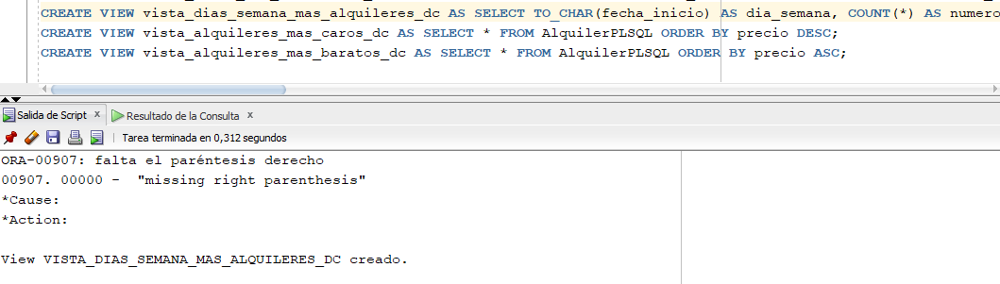 CREATE VIEW vista_dias_semana_mas_alquileres_dc AS SELECT TO_CHAR(fecha_inicio) AS dia_semana, COUNT(*) AS numero
CREATE VIEW vista_alquileres_mas_caros_dc AS SELECT * FROM AlquilerPLSQL ORDER BY precio DESC;
CREATE VIEW vista_alquileres_mas_baratos_dc AS SELECT * FROM AlquilerPLSQL ORDER BY precio ASC;
Salida de Script x Resultado de la Consulta x
Tarea terminada en 0,312 segundos
ORA-00907: falta el paréntesis derecho
00907. 00000 -  "missing right parenthesis"
*Cause:
*Action:
View VISTA_DIAS_SEMANA_MAS_ALQUILERES_DC creado.